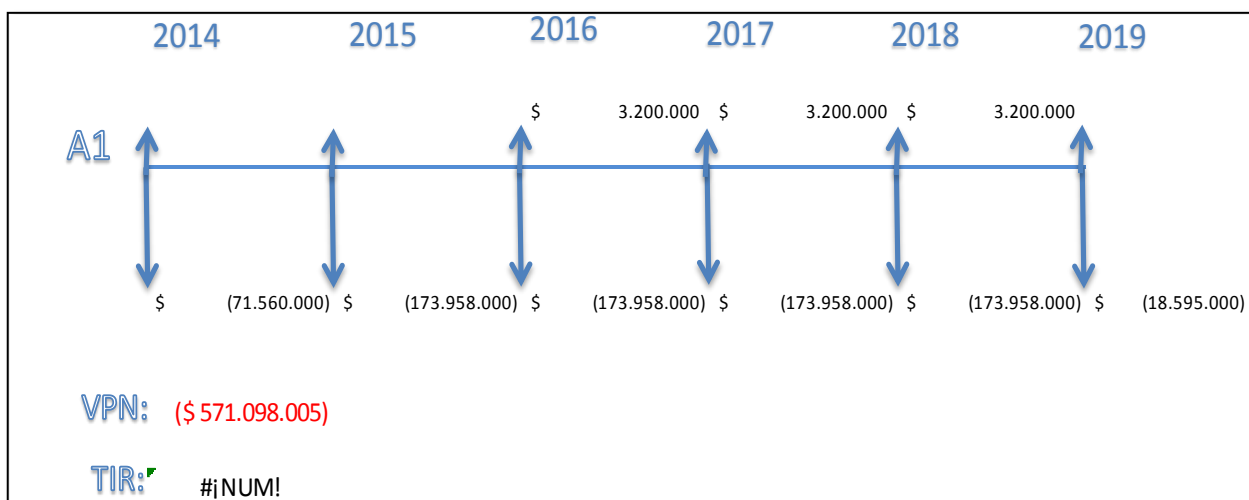 2014 2015 2016 2017 2018 2019
$ 3.200.000 $ 3.200.000 $ 3.200.000
A1
$ (71.560.000) $ (173.958.000) $ (173.958.000) $ (173.958.000) $ (173.958.000) $ (18.595.000)
VPN: ($ 571.098.005)
TIR: #¡NUM!